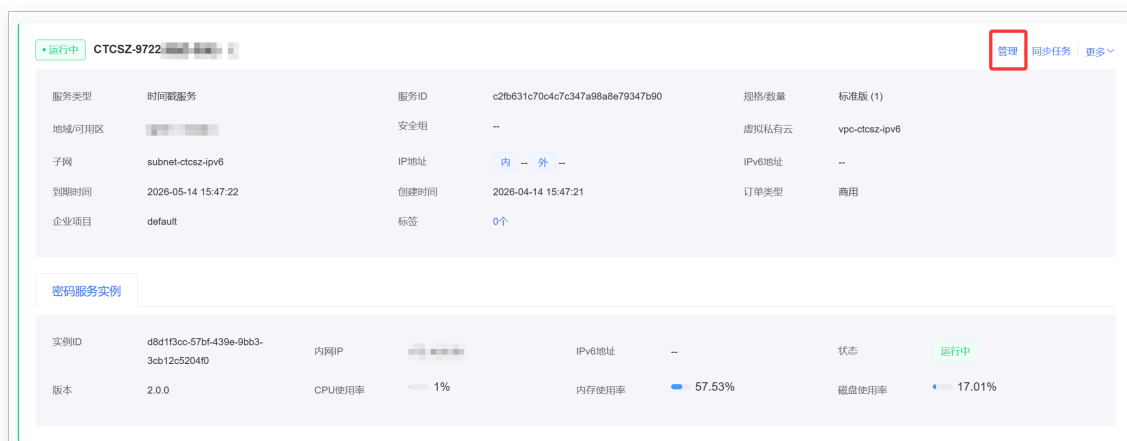 运行中 CTCSZ-9722
管理 同步任务 更多
服务类型 时间戳服务 服务ID c2fb631c70c4c7c347a98a8e79347b90 规格/数量 标准版 (1)
地域/可用区 安全组 -- 虚拟私有云 vpc-ctcsz-ipv6
子网 subnet-ctcsz-ipv6 IP地址 内 -- 外 -- IPv6地址 --
到期时间 2026-05-14 15:47:22 创建时间 2026-04-14 15:47:21 订单类型 商用
企业项目 default 标签 0个
密码服务实例
实例ID d8d1f3cc-57bf-439e-9bb3-
3cb12c5204f0
内网IP IPv6地址 -- 状态 运行中
版本 2.0.0 CPU使用率 1% 内存使用率 57.53% 磁盘使用率 17.01%